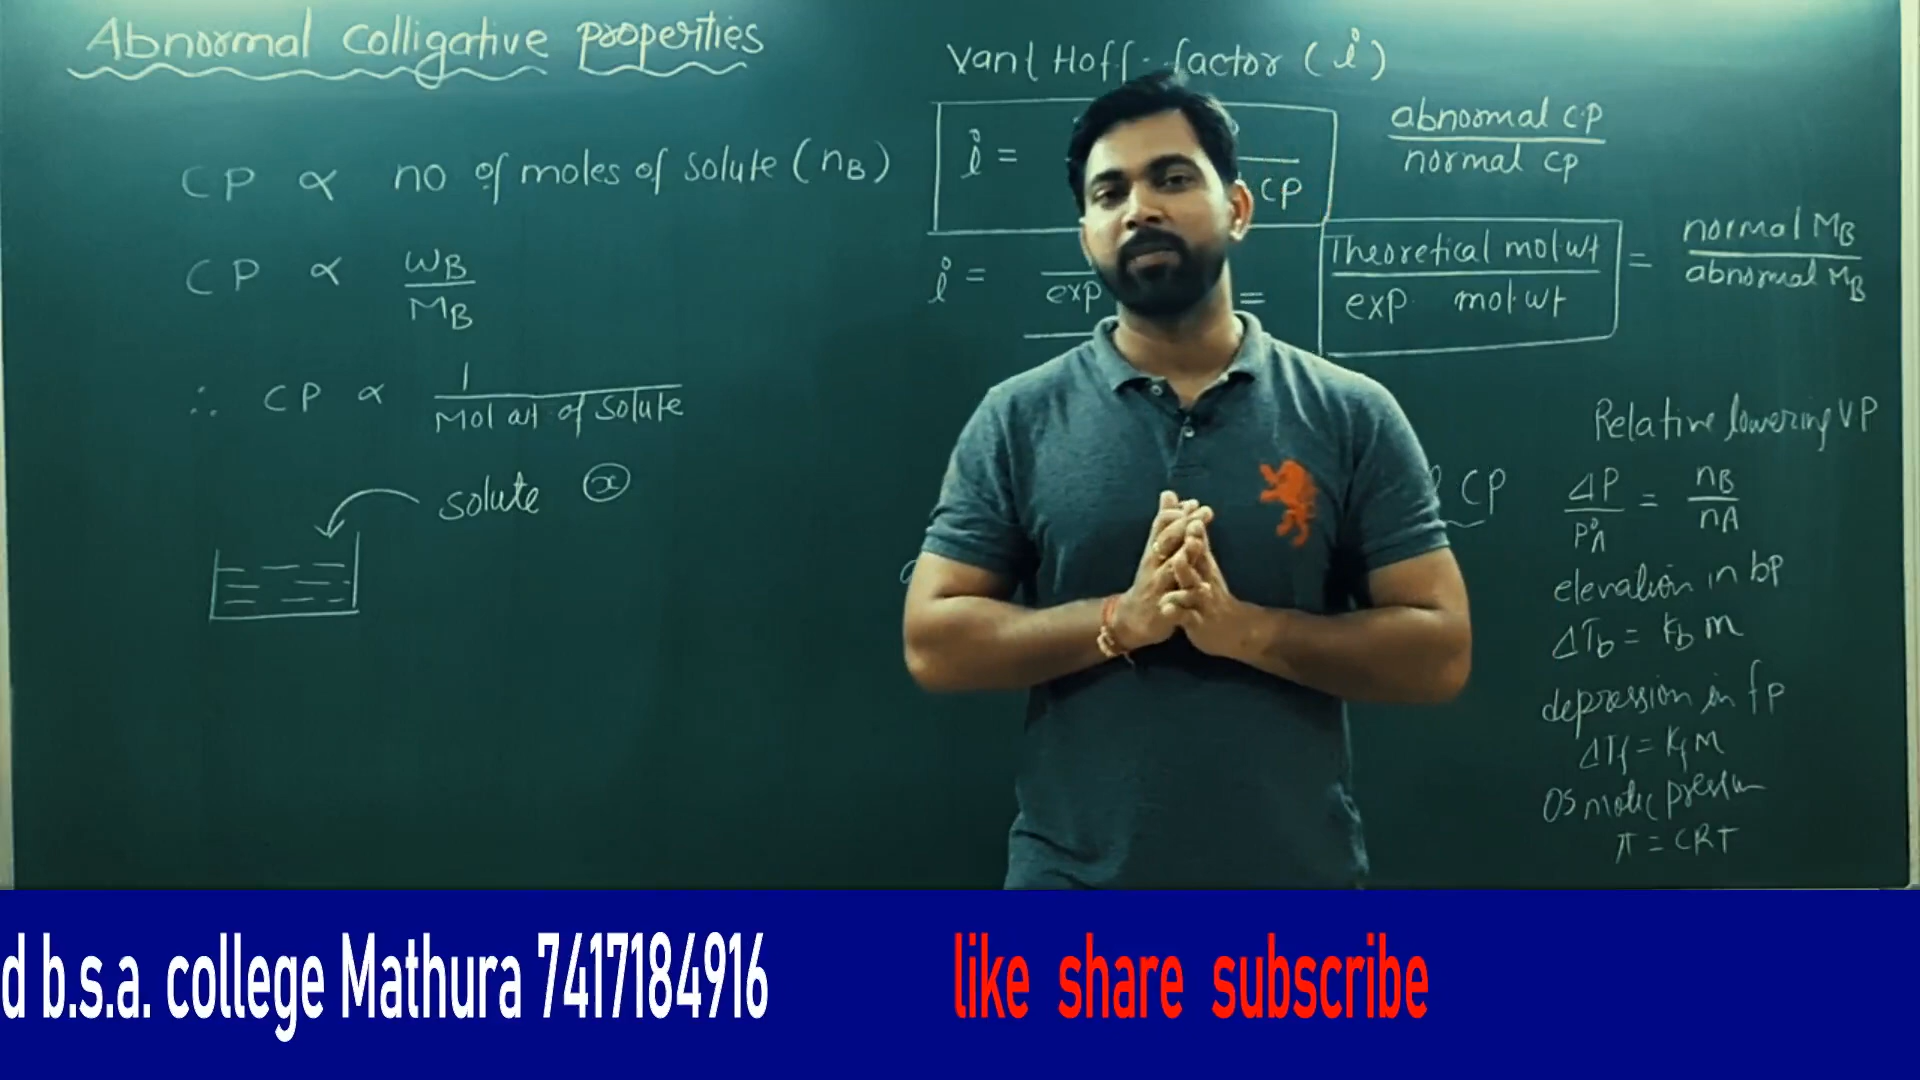 Abnormal Colligative properties
CP ∝ no of moles of solute (nB)
CP ∝ wB / MB
∴ CP ∝ 1 / Mol wt of solute
solute (x)
Vant Hoff factor (i)
i = CP
abnormal CP / normal CP
i = exp = Theoretical mol wt / exp mol wt = normal MB / abnormal MB
CP
Relative lowering VP
ΔP / P°A = nB / nA
elevation in bp
ΔTb = Kb m
depression in fp
ΔTf = Kf m
Osmotic pressure
π = CRT
d b.s.a. college Mathura 7417184916
like share subscribe